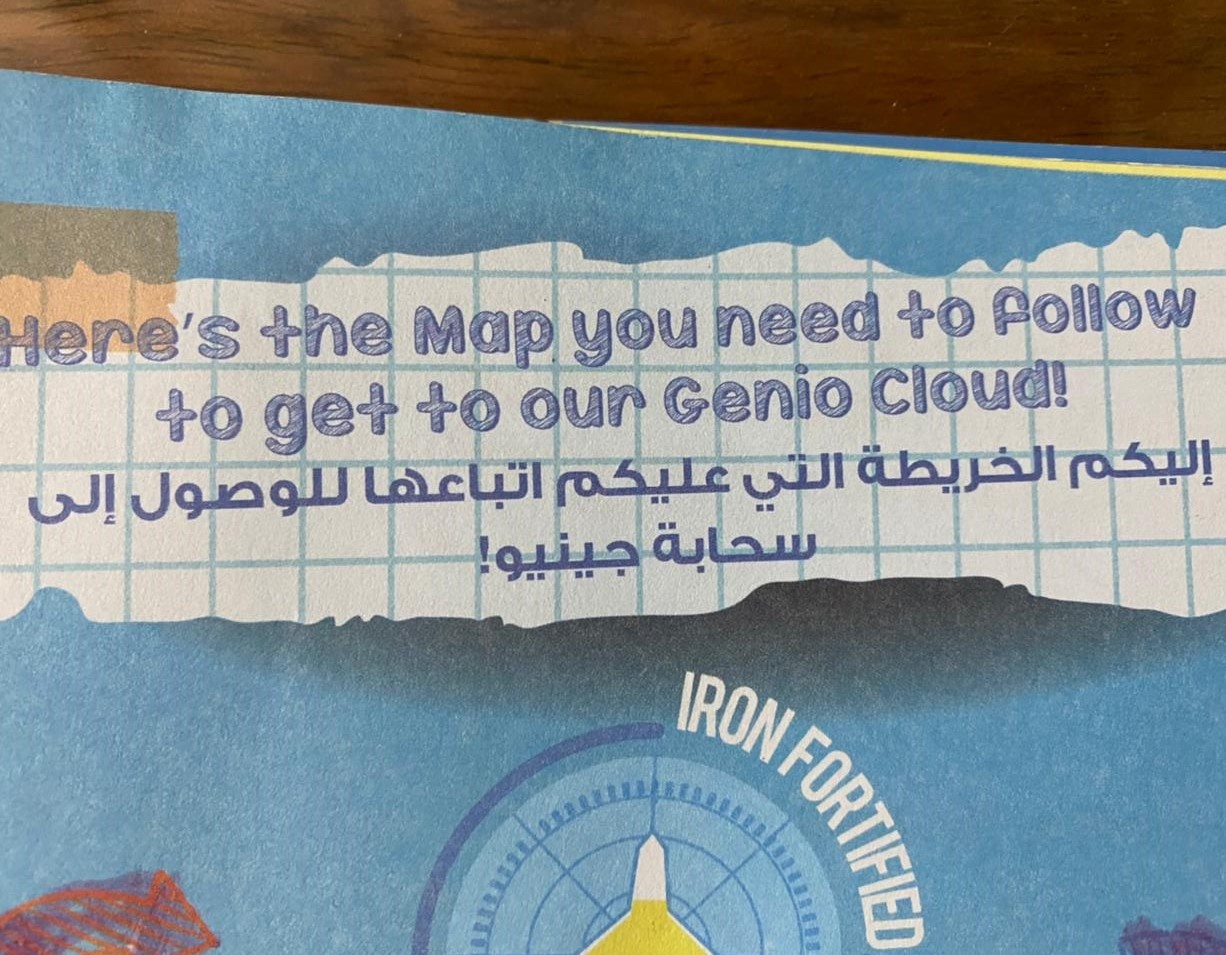 Here's the Map you need to follow
to get to our Genio Cloud!
إليكم الخريطة التي عليكم اتباعها للوصول إلى
سحابة جينيو!
IRON FORTIFIED